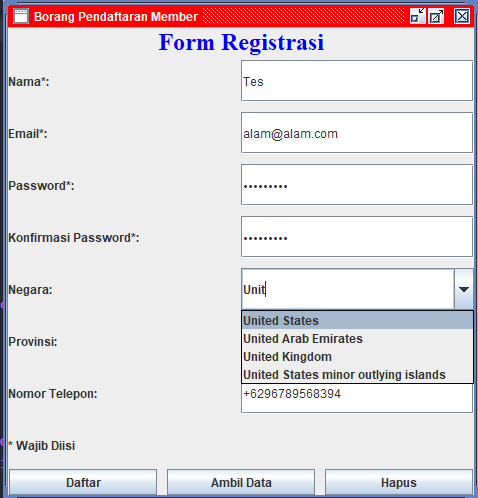 Borang Pendaftaran Member
Form Registrasi
Nama*: Tes
Email*: alam@alam.com
Password*: •••••••••
Konfirmasi Password*: •••••••••
Negara: Unit
United States
United Arab Emirates
Provinsi: United Kingdom
United States minor outlying islands
Nomor Telepon: +6296789568394
* Wajib Diisi
Daftar Ambil Data Hapus